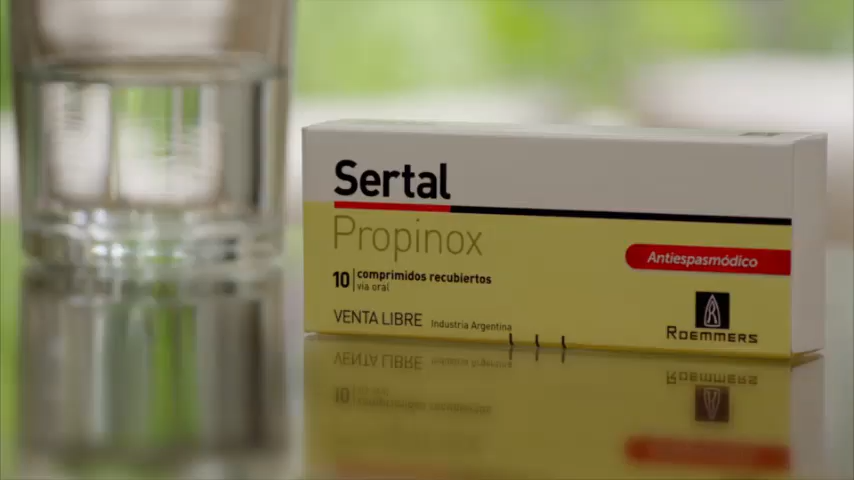 Sertal
Propinox
Antiespasmódico
10 comprimidos recubiertos
vía oral
VENTA LIBRE Industria Argentina
ROEMMERS